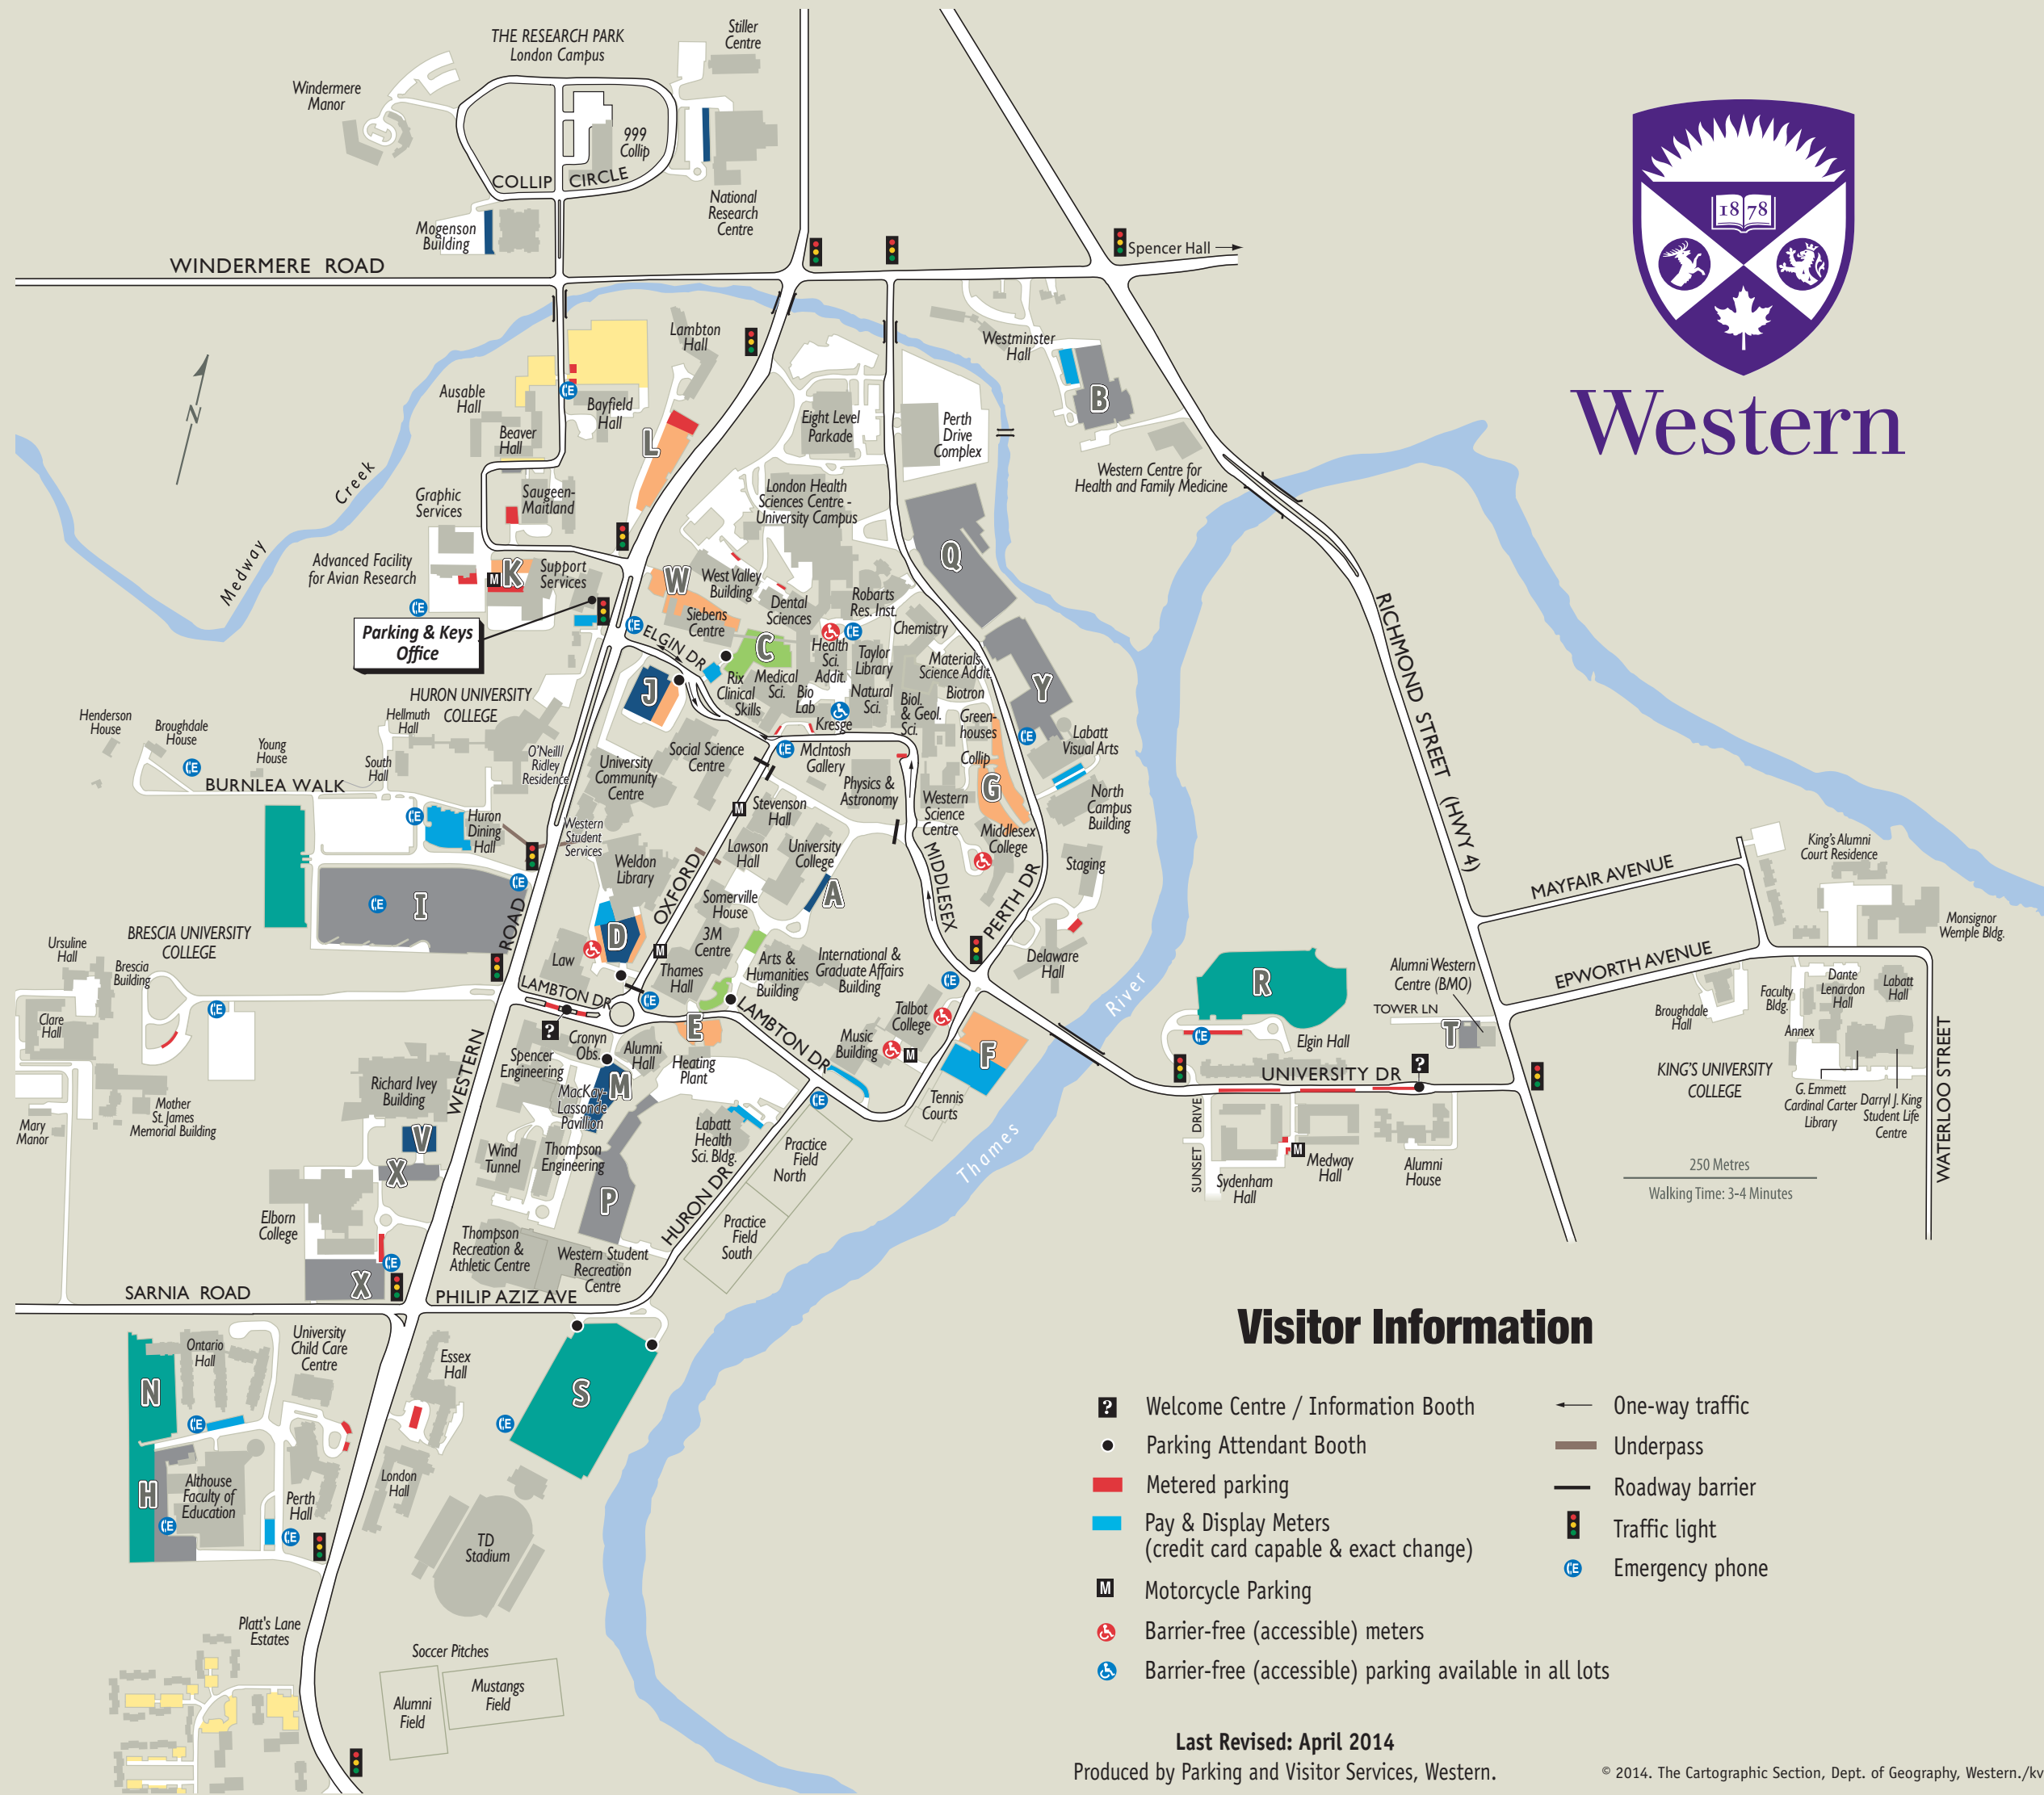 THE RESEARCH PARK
London Campus
Stiller
Centre
Windermere
Manor
999
Collip
COLLIP CIRCLE
National
Research
Centre
Mogenson
Building
WINDERMERE ROAD
Spencer Hall
1878
Western
N
Medway Creek
Lambton
Hall
Ausable
Hall
Bayfield
Hall
Beaver
Hall
L
Eight Level
Parkade
Perth
Drive
Complex
Westminster
Hall
B
Western Centre for
Health and Family Medicine
Graphic
Services
Saugeen-
Maitland
London Health
Sciences Centre -
University Campus
Q
Advanced Facility
for Avian Research
M
K
Support
Services
W
West Valley
Building
Siebens
Centre
Dental
Sciences
Robarts
Res. Inst.
Chemistry
Parking & Keys
Office
ELGIN DR
C
Health
Sci.
Addit.
Taylor
Library
Materials
Science Addit.
Biotron
Y
J
Rix
Clinical
Skills
Medical
Sci.
Bio
Lab
Kresge
Natural
Sci.
Biol.
& Geol.
Sci.
Green-
houses
Collip
G
Labatt
Visual Arts
HURON UNIVERSITY
COLLEGE
Hellmuth
Hall
Henderson
House
Broughdale
House
Young
House
South
Hall
O'Neill/
Ridley
Residence
BURNLEA WALK
University
Community
Centre
Social Science
Centre
McIntosh
Gallery
Physics &
Astronomy
Western
Science
Centre
North
Campus
Building
Huron
Dining
Hall
Western
Student
Services
M
Stevenson
Hall
Lawson
Hall
University
College
Middlesex
College
Staging
Weldon
Library
OXFORD
Somerville
House
A
MIDDLESEX
PERTH DR
I
D
Law
M
3M
Centre
Thames
Hall
Arts &
Humanities
Building
International &
Graduate Affairs
Building
Delaware
Hall
BRESCIA UNIVERSITY
COLLEGE
Ursuline
Hall
Brescia
Building
Clare
Hall
Mary
Manor
Mother
St. James
Memorial Building
WESTERN ROAD
LAMBTON DR
?
Cronyn
Obs.
Spencer
Engineering
Alumni
Hall
E
Heating
Plant
LAMBTON DR
Music
Building
Talbot
College
M
F
Tennis
Courts
Richard Ivey
Building
V
X
MacKay-
Lassonde
Pavillion
M
Wind
Tunnel
Thompson
Engineering
P
Labatt
Health
Sci. Bldg.
HURON DR
Practice
Field
North
Practice
Field
South
Elborn
College
X
Thompson
Recreation &
Athletic Centre
Western Student
Recreation
Centre
SARNIA ROAD
PHILIP AZIZ AVE
Thames River
RICHMOND STREET (HWY 4)
MAYFAIR AVENUE
EPWORTH AVENUE
King's Alumni
Court Residence
Monsignor
Wemple Bldg.
R
Elgin Hall
Alumni Western
Centre (BMO)
TOWER LN
T
UNIVERSITY DR
?
SUNSET DRIVE
Sydenham
Hall
M
Medway
Hall
Alumni
House
Broughdale
Hall
Faculty
Bldg.
Dante
Lenardon
Hall
Labatt
Hall
Annex
KING'S UNIVERSITY
COLLEGE
G. Emmett
Cardinal Carter
Library
Darryl J. King
Student Life
Centre
WATERLOO STREET
250 Metres
Walking Time: 3-4 Minutes
N
Ontario
Hall
University
Child Care
Centre
Essex
Hall
S
H
Althouse
Faculty of
Education
Perth
Hall
London
Hall
TD
Stadium
Platt's Lane
Estates
Soccer Pitches
Alumni
Field
Mustangs
Field
Visitor Information
? Welcome Centre / Information Booth
Parking Attendant Booth
Metered parking
Pay & Display Meters
(credit card capable & exact change)
M Motorcycle Parking
Barrier-free (accessible) meters
Barrier-free (accessible) parking available in all lots
One-way traffic
Underpass
Roadway barrier
Traffic light
CE Emergency phone
Last Revised: April 2014
Produced by Parking and Visitor Services, Western.
© 2014. The Cartographic Section, Dept. of Geography, Western./kv